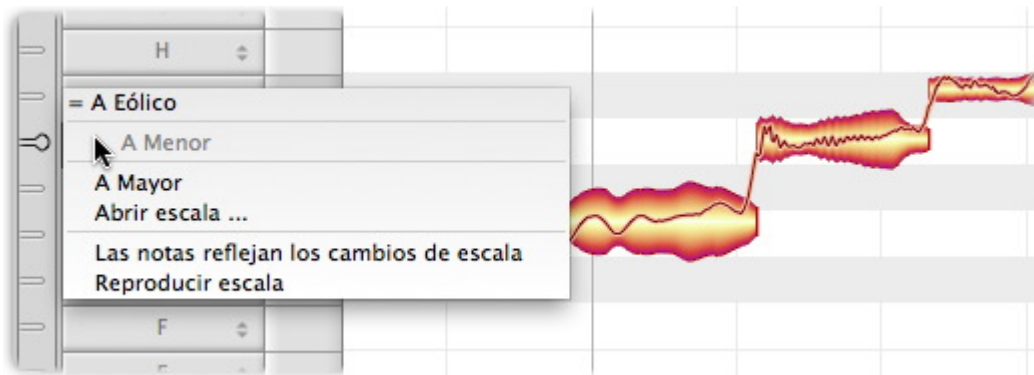 H
= A Eólico
A Menor
A Mayor
Abrir escala ...
Las notas reflejan los cambios de escala
Reproducir escala
F